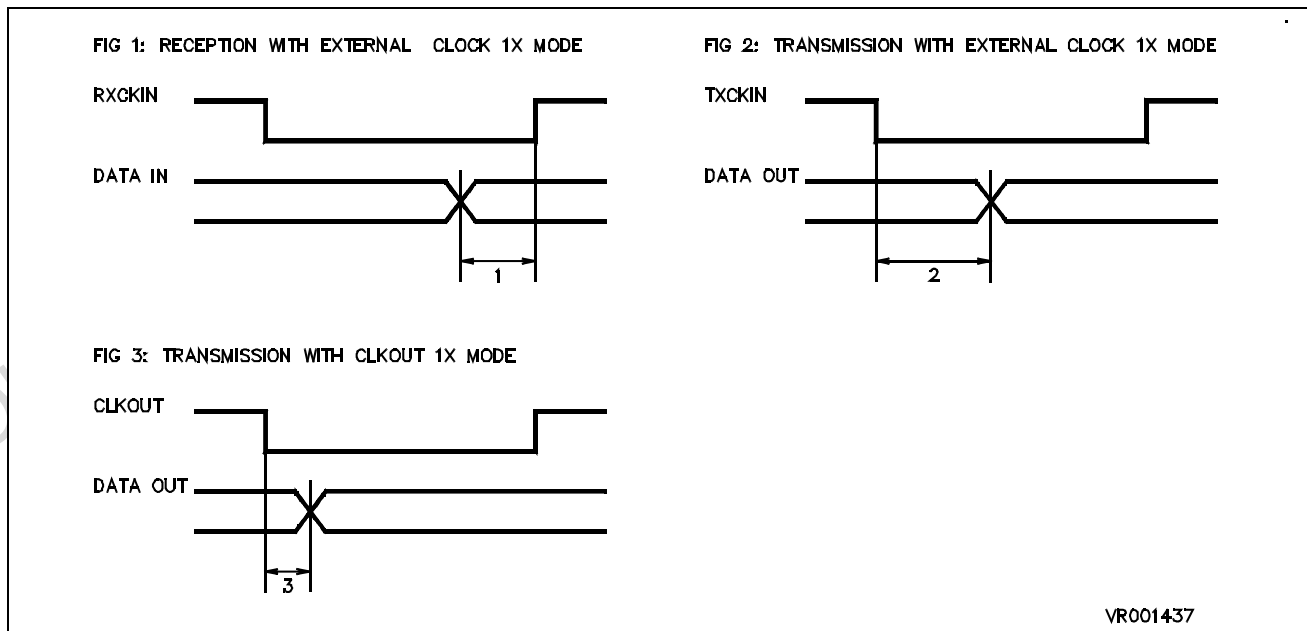 FIG 1: RECEPTION WITH EXTERNAL CLOCK 1X MODE
RXCKIN
DATA IN
1
FIG 2: TRANSMISSION WITH EXTERNAL CLOCK 1X MODE
TXCKIN
DATA OUT
2
FIG 3: TRANSMISSION WITH CLKOUT 1X MODE
CLKOUT
DATA OUT
3
VR001437